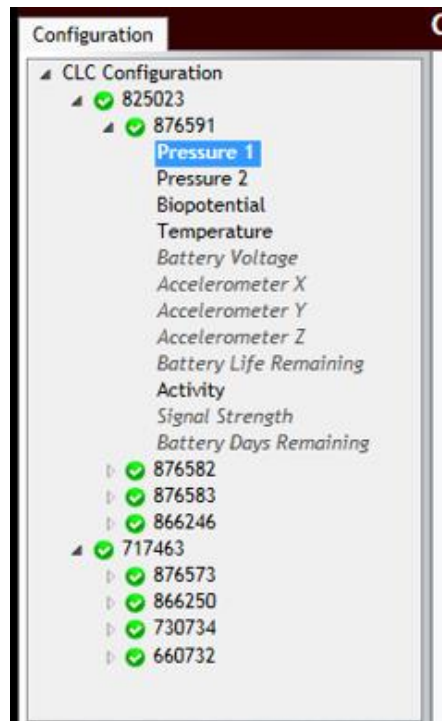 Configuration
CLC Configuration
825023
876591
Pressure 1
Pressure 2
Biopotential
Temperature
Battery Voltage
Accelerometer X
Accelerometer Y
Accelerometer Z
Battery Life Remaining
Activity
Signal Strength
Battery Days Remaining
876582
876583
866246
717463
876573
866250
730734
660732